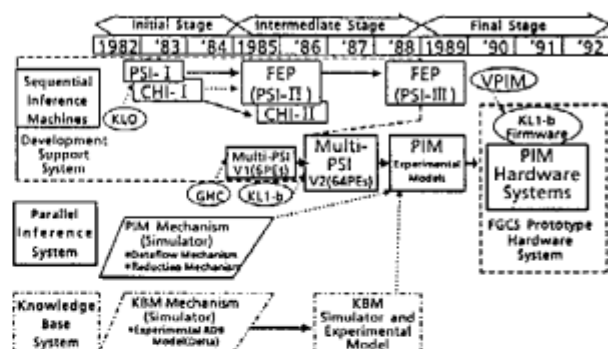 Initial Stage
Intermediate Stage
Final Stage
1982 '83 '84 1985 '86 '87 '88 1989 '90 '91 '92
Sequential
Inference
Machines
Development
Support
System
PSI-I
CHI-I
KL0
FEP
(PSI-II)
CHI-II
FEP
(PSI-III)
VPIM
KL1-b
Firmware
PIM
Hardware
Systems
FGCS Prototype
Hardware
System
Multi-PSI
V1(6PEs)
GHC
KL1-b
Multi-
PSI
V2(64PEs)
PIM
Experimental
Models
Parallel
Inference
System
PIM Mechanism
(Simulator)
•Dataflow Mechanism
•Reduction Mechanism
Knowledge
Base
System
KBM Mechanism
(Simulator)
•Experimental RDB
Model(Delta)
KBM
Simulator and
Experimental
Model